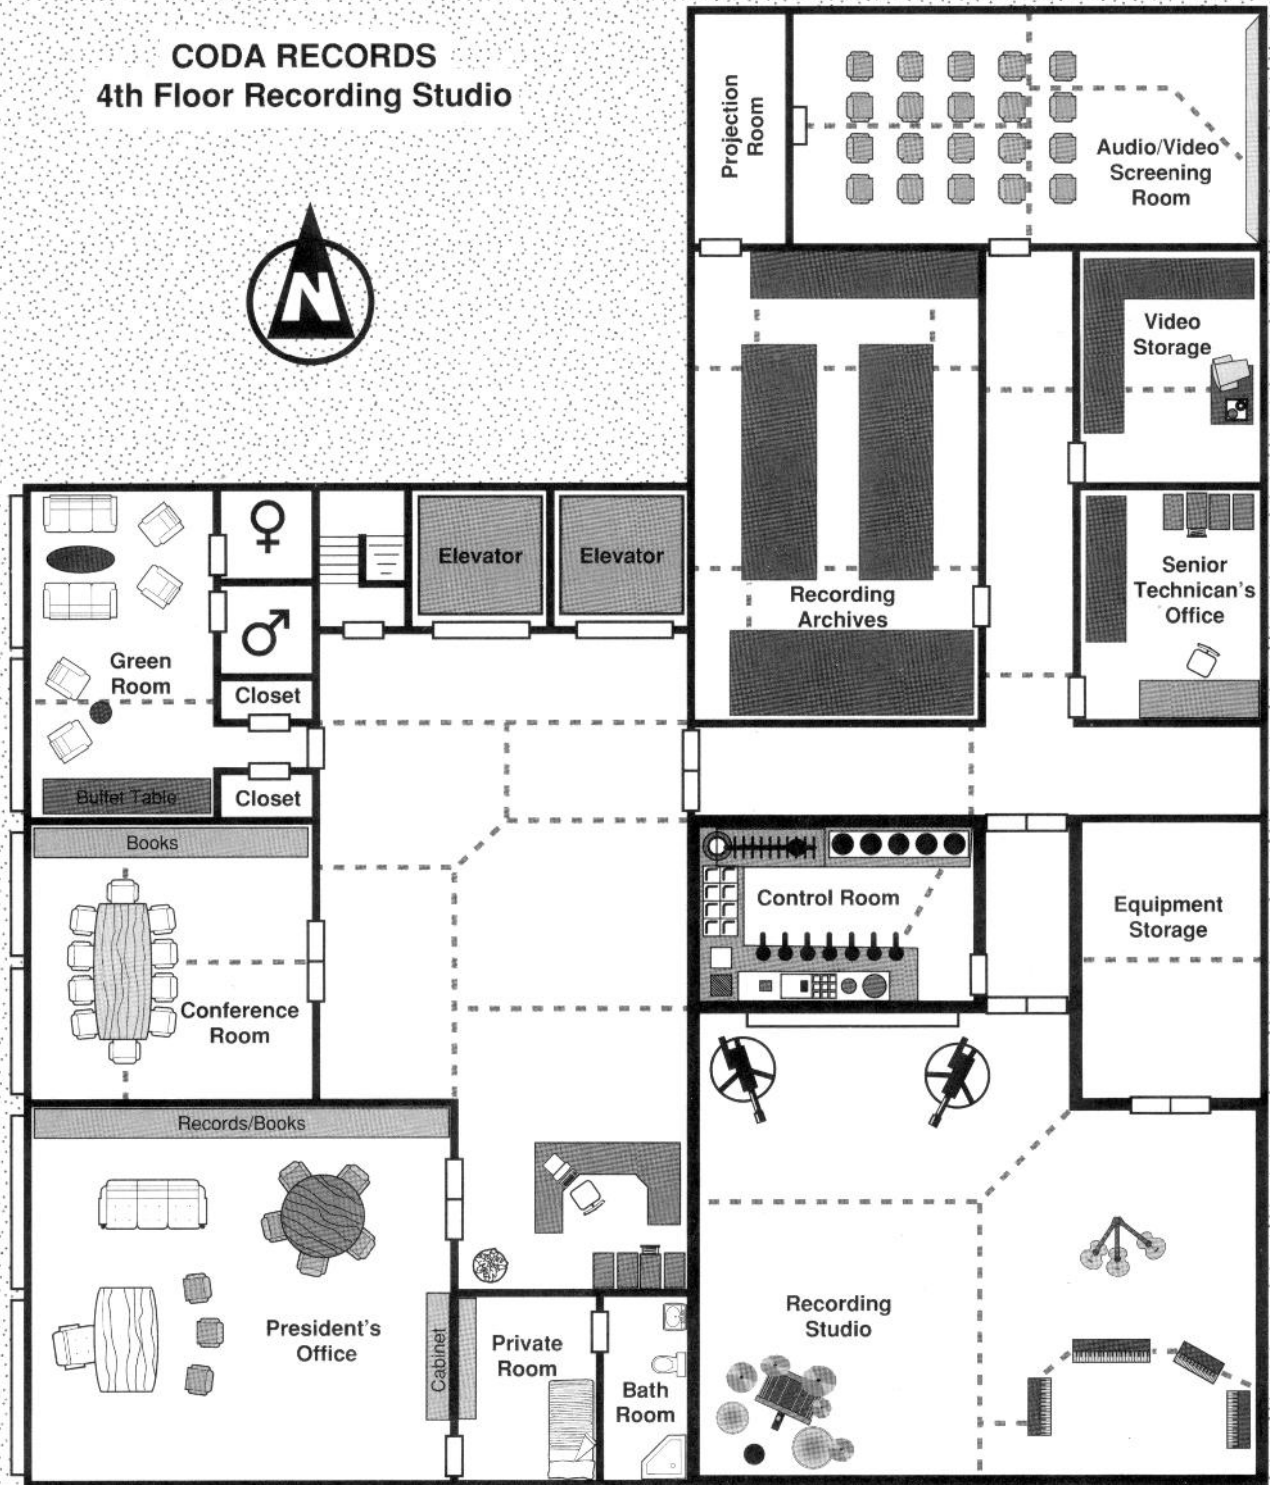 CODA RECORDS
4th Floor Recording Studio
N
Projection
Room
Audio/Video
Screening
Room
Video
Storage
Elevator
Elevator
Recording
Archives
Senior
Technican's
Office
Green
Room
Closet
Buffet Table
Closet
Books
Control Room
Equipment
Storage
Conference
Room
Records/Books
President's
Office
Cabinet
Private
Room
Bath
Room
Recording
Studio